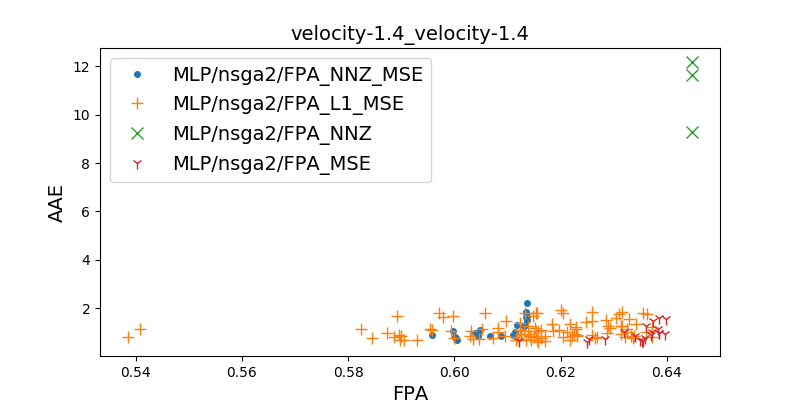 velocity-1.4_velocity-1.4
MLP/nsga2/FPA_NNZ_MSE
MLP/nsga2/FPA_L1_MSE
MLP/nsga2/FPA_NNZ
MLP/nsga2/FPA_MSE
AAE
12
10
8
6
4
2
0.54 0.56 0.58 0.60 0.62 0.64
FPA